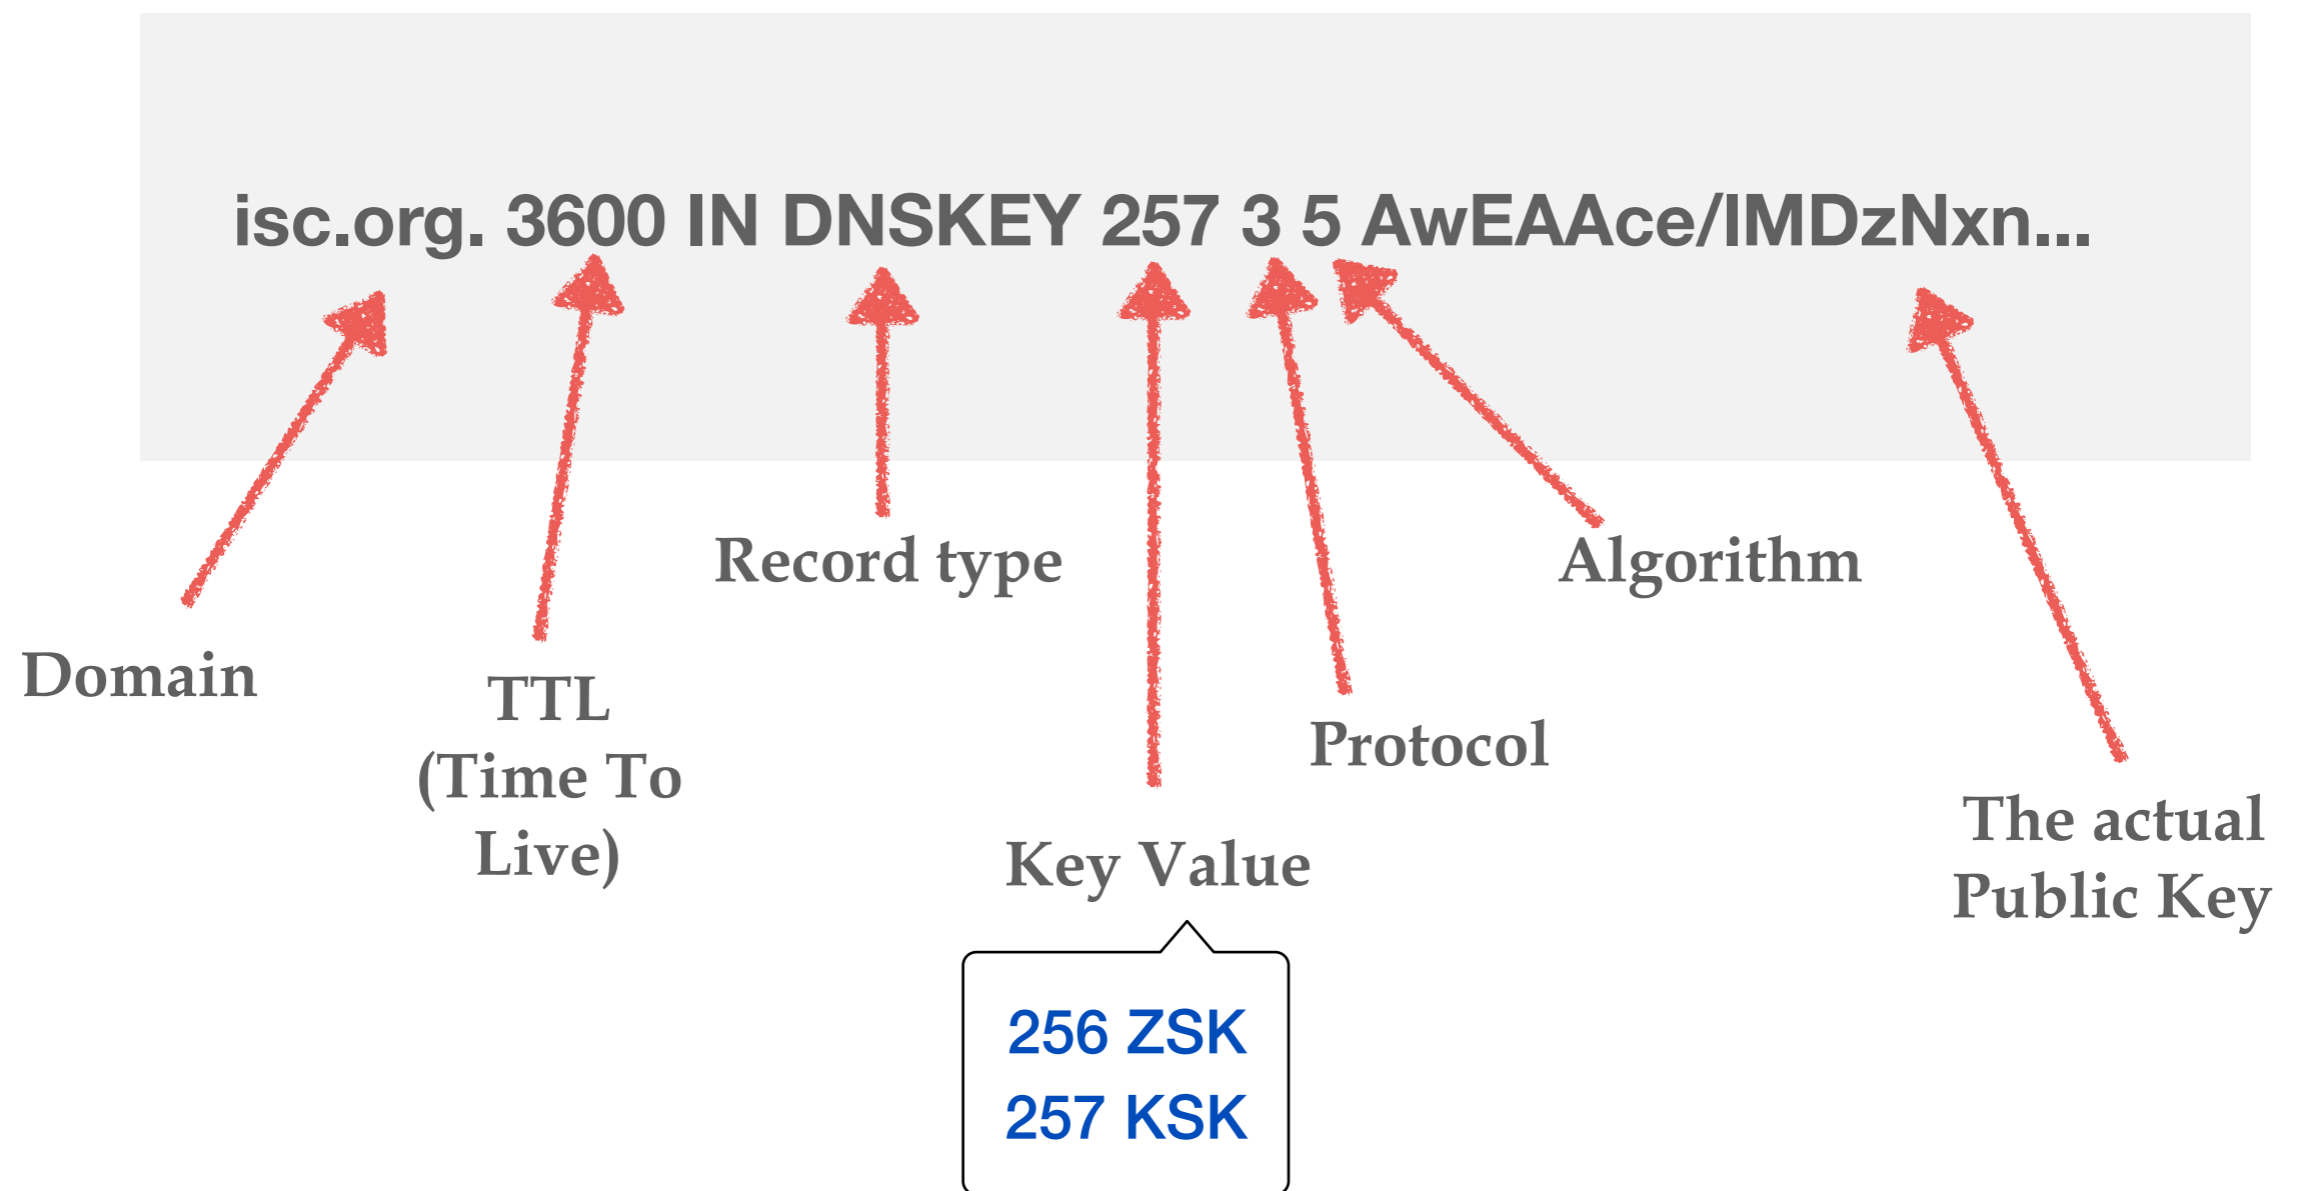 isc.org. 3600 IN DNSKEY 257 3 5 AwEAAce/IMDzNxn...
Domain
TTL
(Time To
Live)
Record type
Key Value
256 ZSK
257 KSK
Protocol
Algorithm
The actual
Public Key